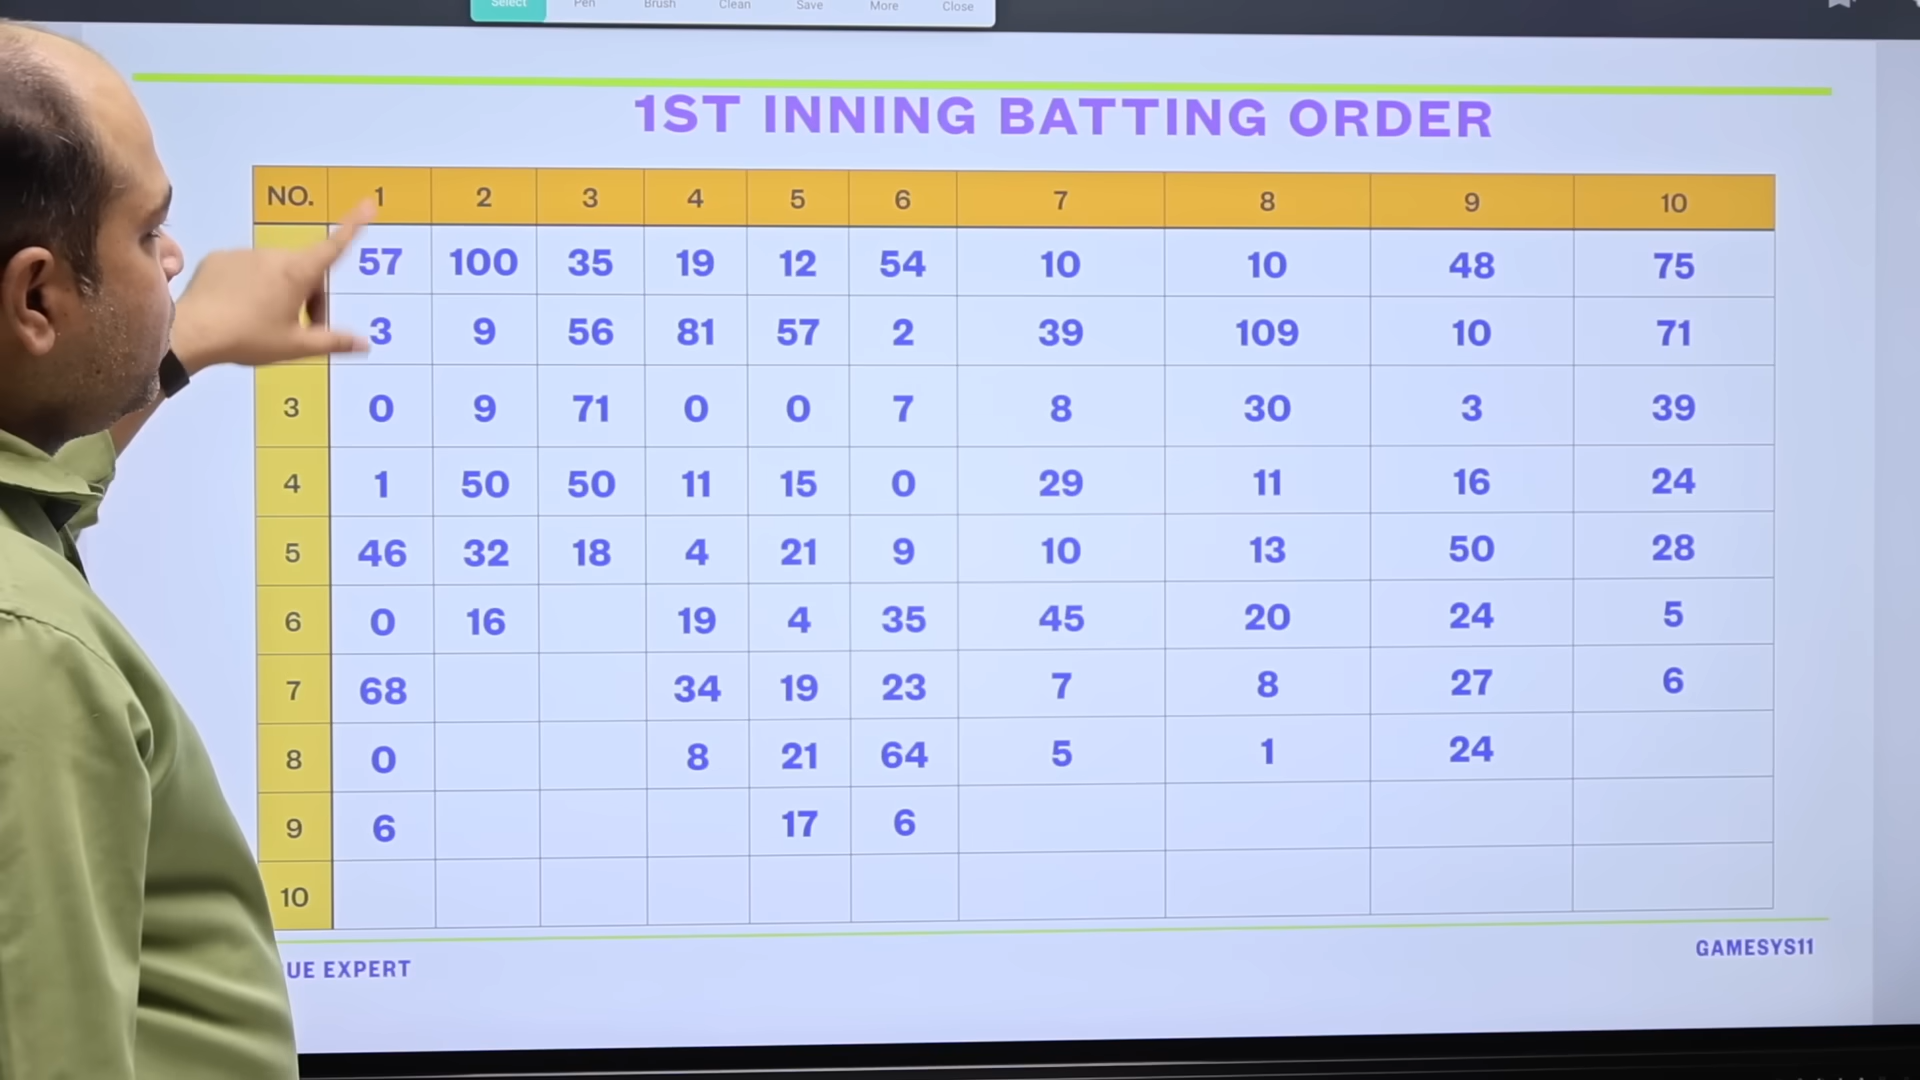 Select Pen Brush Clean Save More Close
1ST INNING BATTING ORDER
NO. 1 2 3 4 5 6 7 8 9 10
57 100 35 19 12 54 10 10 48 75
3 9 56 81 57 2 39 109 10 71
3 0 9 71 0 0 7 8 30 3 39
4 1 50 50 11 15 0 29 11 16 24
5 46 32 18 4 21 9 10 13 50 28
6 0 16 19 4 35 45 20 24 5
7 68 34 19 23 7 8 27 6
8 0 8 21 64 5 1 24
9 6 17 6
10
UE EXPERT
GAMESYS11